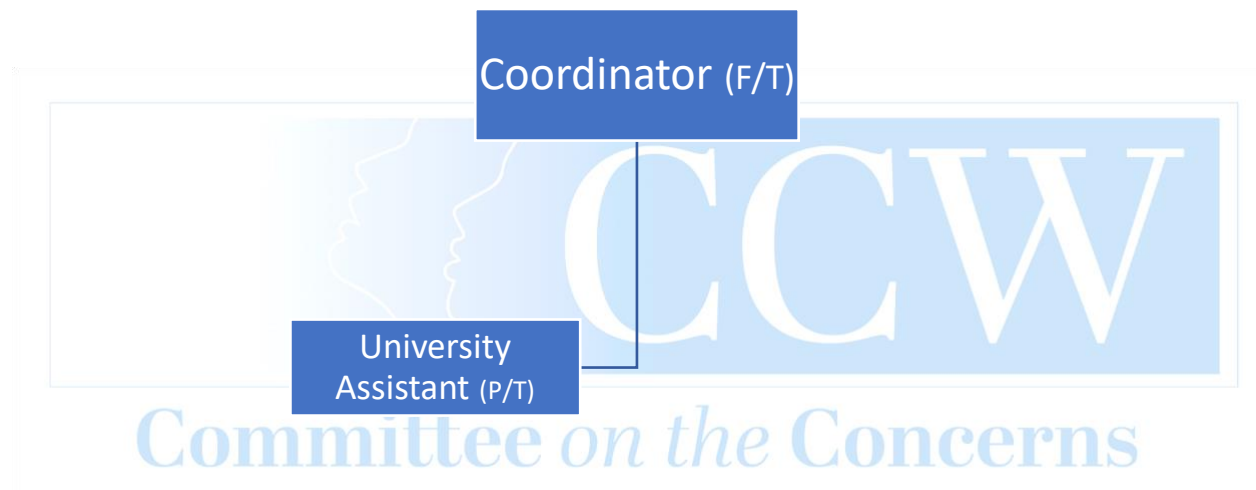 Coordinator (F/T)
CCW
University
Assistant (P/T)
Committee on the Concerns